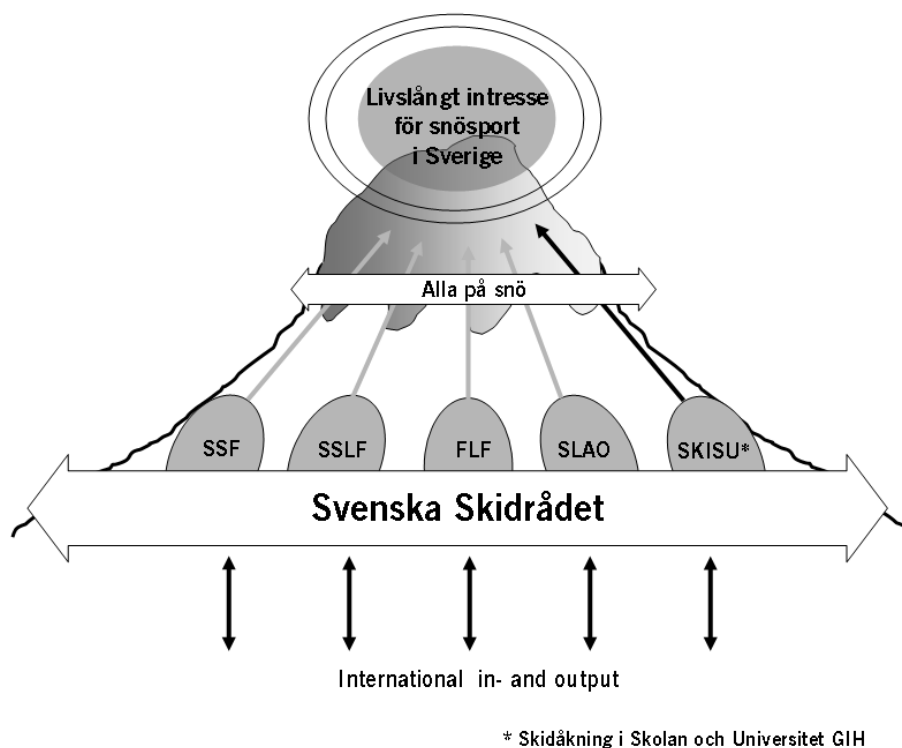 Livslångt intresse
för snösport
i Sverige
Alla på snö
SSF SSLF FLF SLAO SKISU*
Svenska Skidrådet
International in- and output
* Skidåkning i Skolan och Universitet GIH